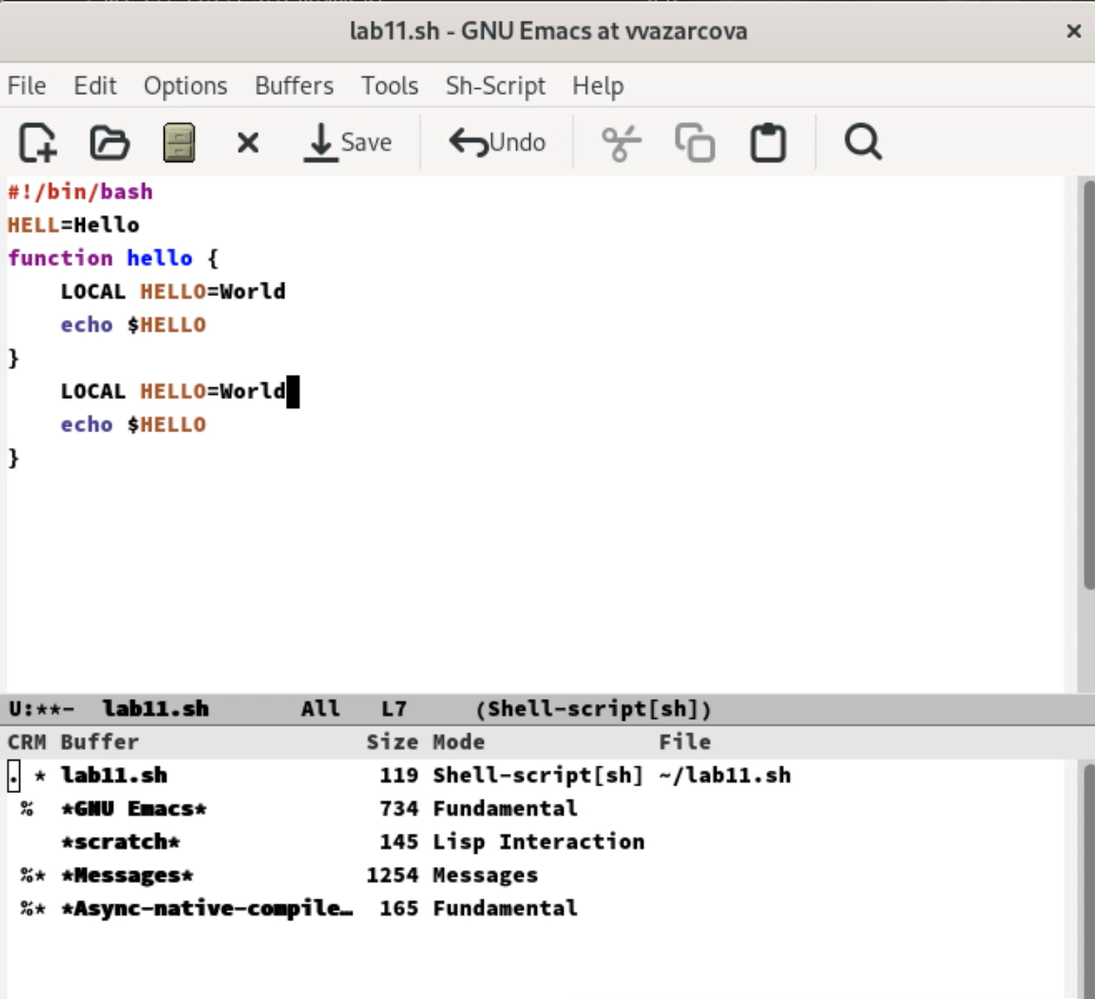 lab11.sh - GNU Emacs at vvazarcova
File Edit Options Buffers Tools Sh-Script Help
Save Undo
#!/bin/bash
HELL=Hello
function hello {
    LOCAL HELLO=World
    echo $HELLO
}
    LOCAL HELLO=World
    echo $HELLO
}
U:**-  lab11.sh       All   L7     (Shell-script[sh])
CRM Buffer                 Size Mode             File
. * lab11.sh                119 Shell-script[sh] ~/lab11.sh
 %  *GNU Emacs*             734 Fundamental
    *scratch*               145 Lisp Interaction
 %* *Messages*             1254 Messages
 %* *Async-native-compile…  165 Fundamental